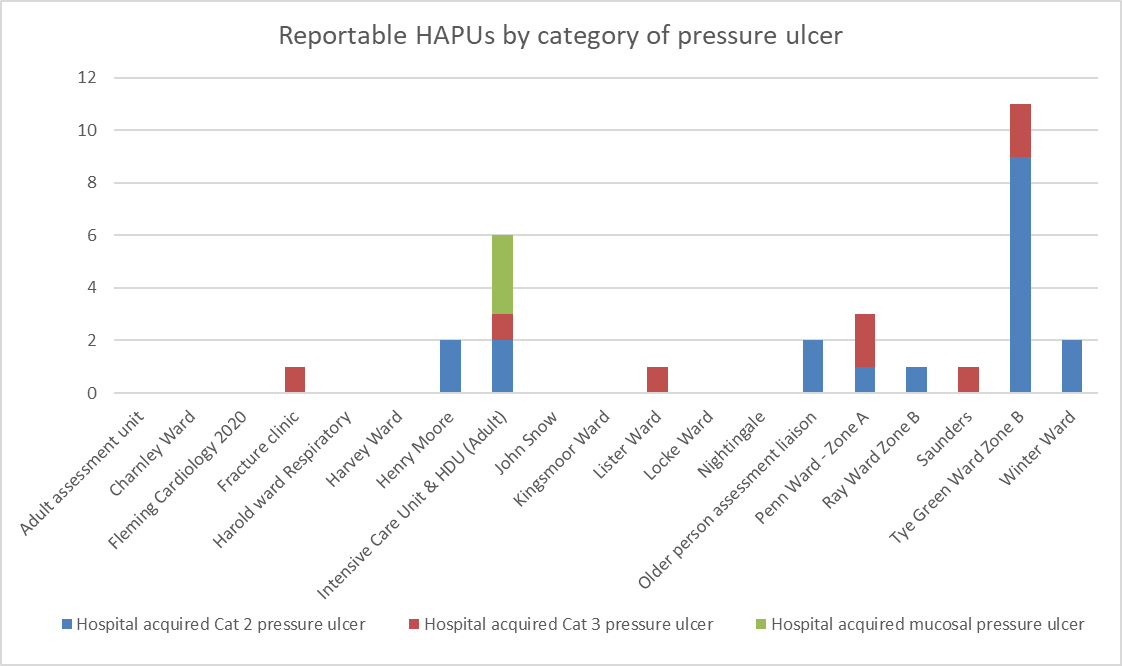 Reportable HAPUs by category of pressure ulcer
12
10
8
6
4
2
0
Adult assessment unit
Charnley Ward
Fleming Cardiology 2020
Fracture clinic
Harold ward Respiratory
Harvey Ward
Henry Moore
Intensive Care Unit & HDU (Adult)
John Snow
Kingsmoor Ward
Lister Ward
Locke Ward
Nightingale
Older person assessment liaison
Penn Ward - Zone A
Ray Ward Zone B
Saunders
Tye Green Ward Zone B
Winter Ward
Hospital acquired Cat 2 pressure ulcer
Hospital acquired Cat 3 pressure ulcer
Hospital acquired mucosal pressure ulcer